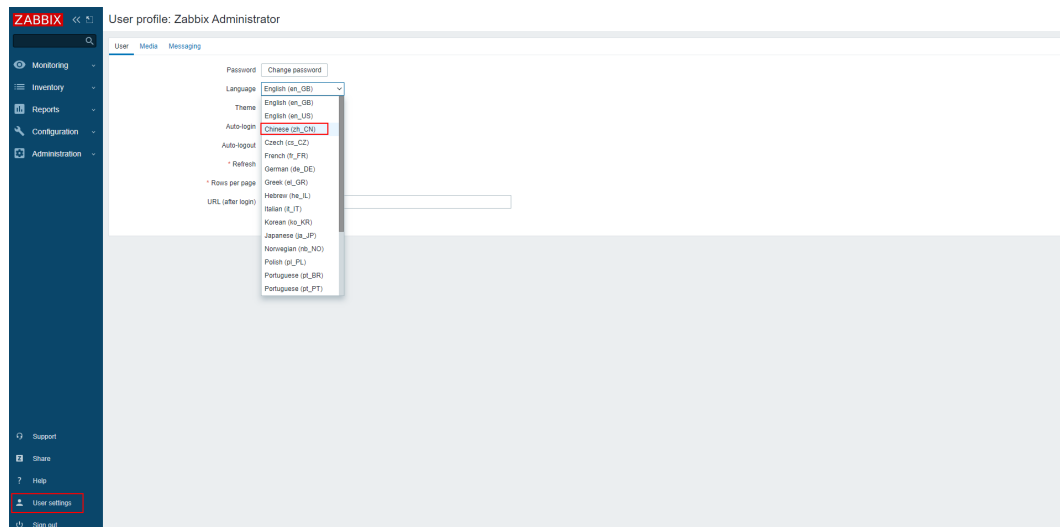 ZABBIX
User profile: Zabbix Administrator
User Media Messaging
Monitoring
Inventory
Reports
Configuration
Administration
Password Change password
Language English (en_GB)
Theme
Auto-login
Auto-logout
* Refresh
* Rows per page
URL (after login)
English (en_GB)
English (en_US)
Chinese (zh_CN)
Czech (cs_CZ)
French (fr_FR)
German (de_DE)
Greek (el_GR)
Hebrew (he_IL)
Italian (it_IT)
Korean (ko_KR)
Japanese (ja_JP)
Norwegian (nb_NO)
Polish (pl_PL)
Portuguese (pt_BR)
Portuguese (pt_PT)
Support
Z Share
? Help
User settings
Sign out